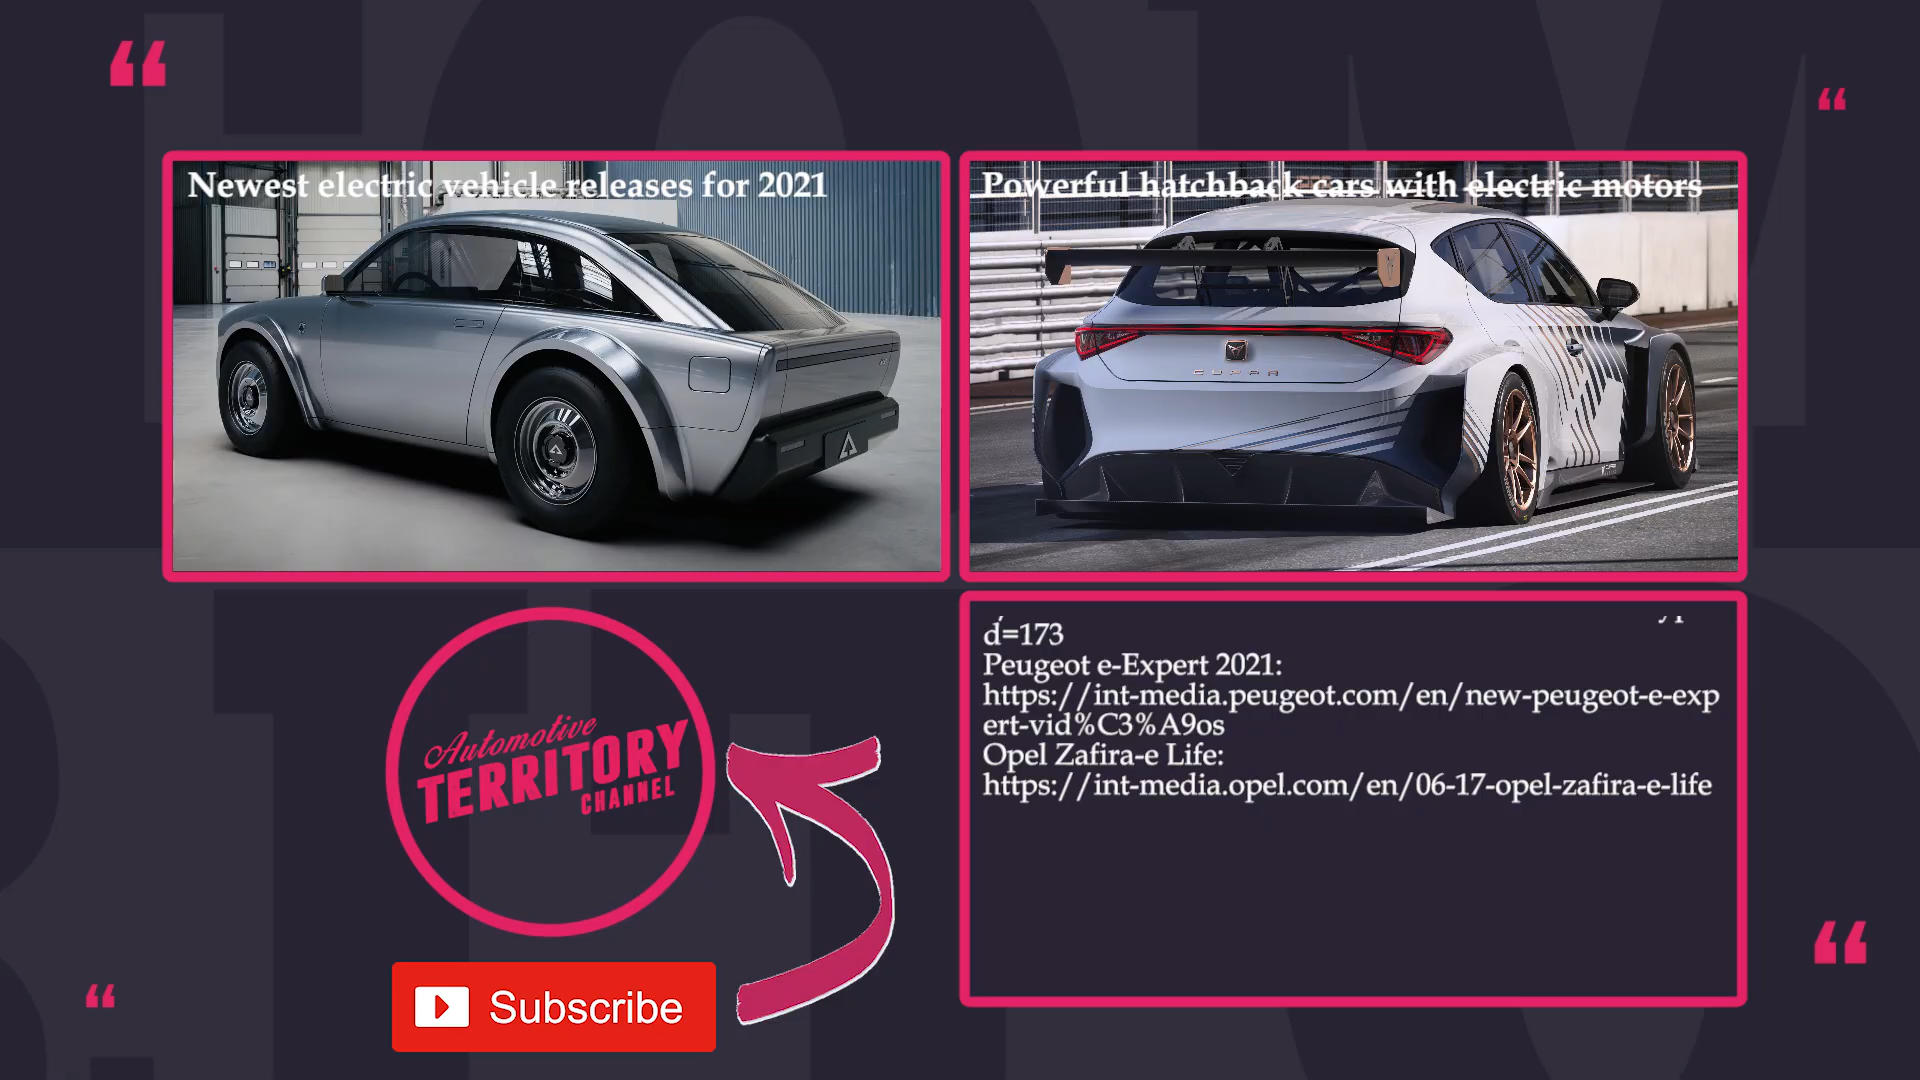 Newest electric vehicle releases for 2021
Powerful hatchback cars with electric motors
CUPRA
d=173
Peugeot e-Expert 2021:
https://int-media.peugeot.com/en/new-peugeot-e-exp
ert-vid%C3%A9os
Opel Zafira-e Life:
https://int-media.opel.com/en/06-17-opel-zafira-e-life
Automotive
TERRITORY
CHANNEL
Subscribe